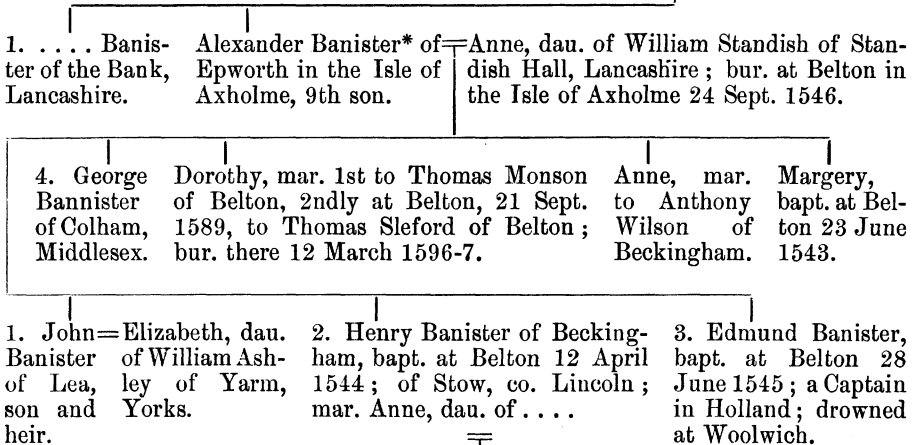 1. . . . . Banis-
ter of the Bank,
Lancashire.
Alexander Banister* of
Epworth in the Isle of
Axholme, 9th son.
Anne, dau. of William Standish of Stan-
dish Hall, Lancashire ; bur. at Belton in
the Isle of Axholme 24 Sept. 1546.
4. George
Bannister
of Colham,
Middlesex.
Dorothy, mar. 1st to Thomas Monson
of Belton, 2ndly at Belton, 21 Sept.
1589, to Thomas Sleford of Belton ;
bur. there 12 March 1596-7.
Anne, mar.
to Anthony
Wilson of
Beckingham.
Margery,
bapt. at Bel-
ton 23 June
1543.
1. John=
Banister
of Lea,
son and
heir.
Elizabeth, dau.
of William Ash-
ley of Yarm,
Yorks.
2. Henry Banister of Becking-
ham, bapt. at Belton 12 April
1544 ; of Stow, co. Lincoln ;
mar. Anne, dau. of . . . .
3. Edmund Banister,
bapt. at Belton 28
June 1545 ; a Captain
in Holland ; drowned
at Woolwich.